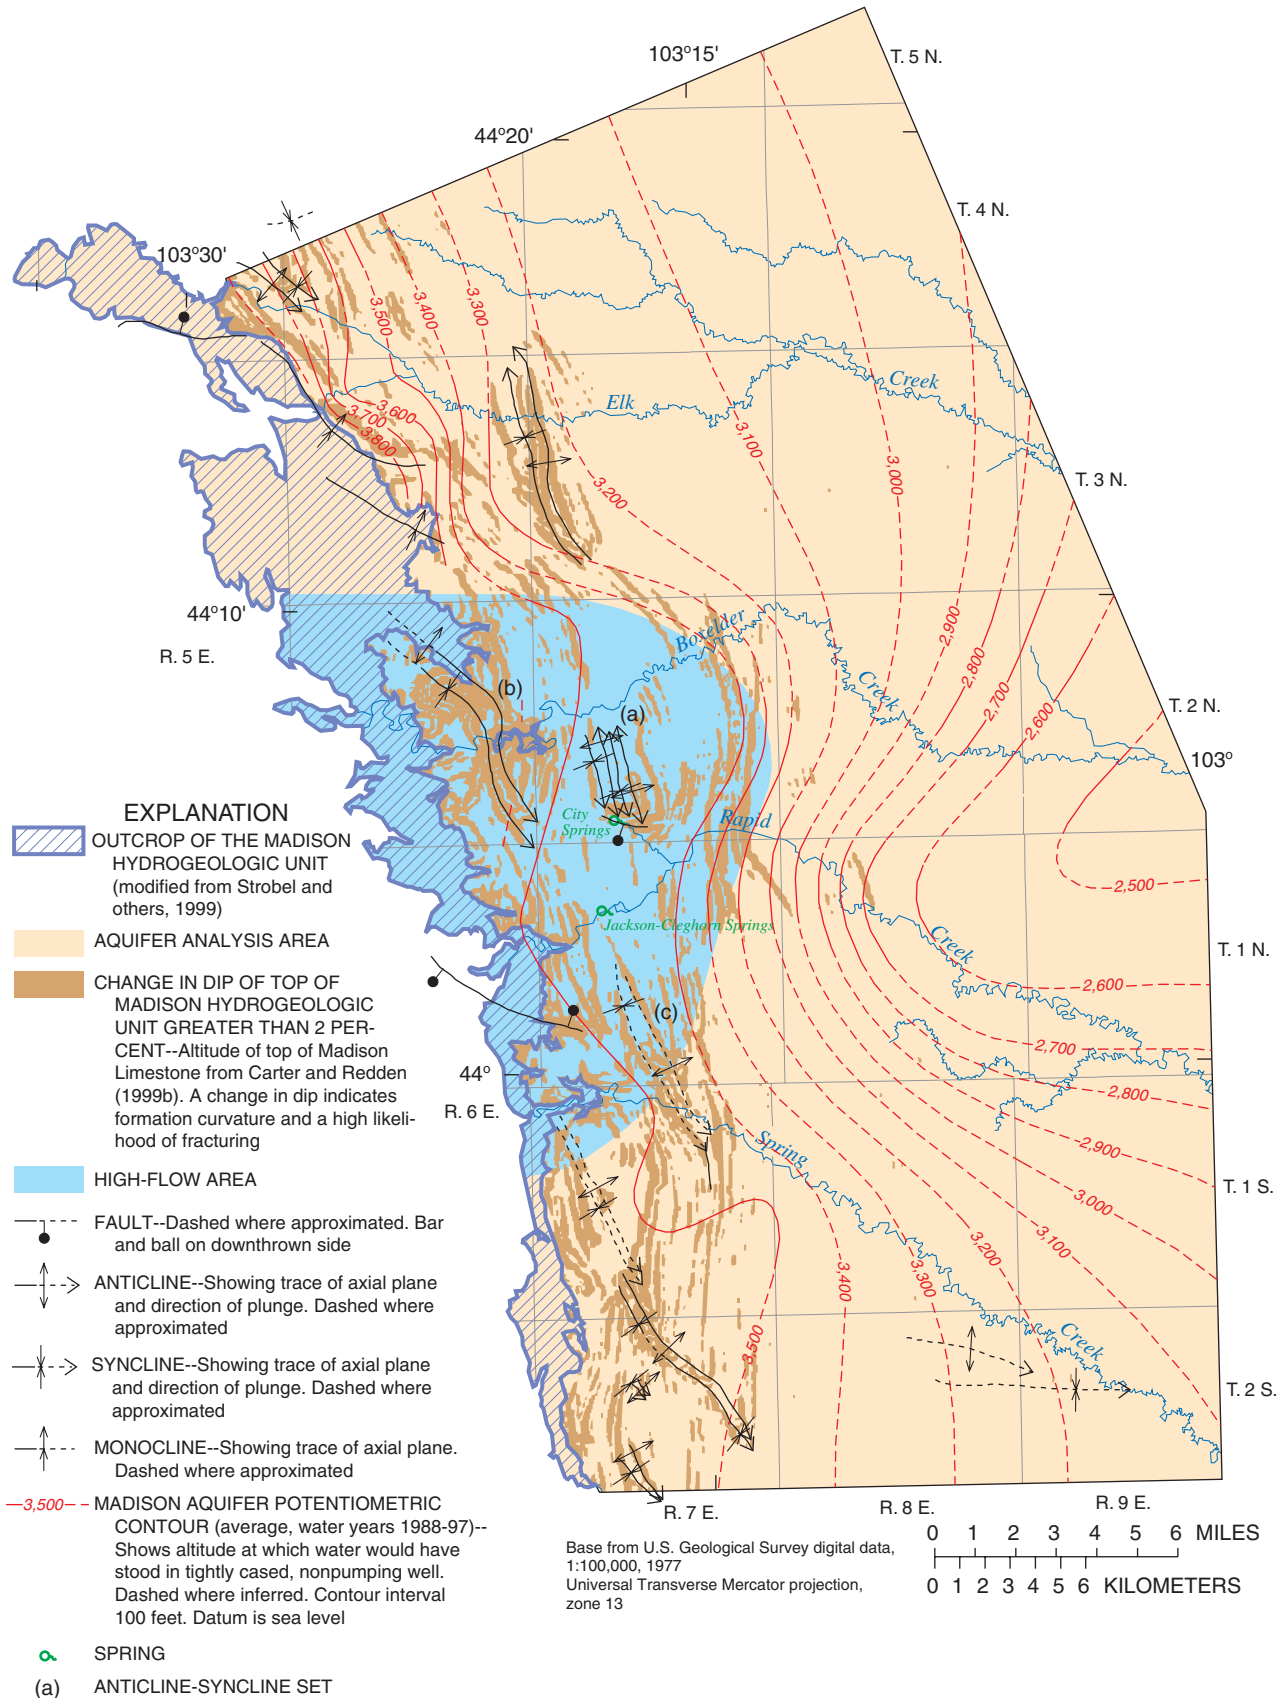 103°15'
T. 5 N.
44°20'
T. 4 N.
103°30'
3,500
3,400
3,300
Creek
Elk
3,600
3,700
3,800
3,100
3,200
3,000
T. 3 N.
44°10'
R. 5 E.
Boxelder
Creek
2,900
2,800
2,700
2,600
(b)
(a)
T. 2 N.
103°
City
Springs
Rapid
2,500
Jackson-Cleghorn Springs
Creek
T. 1 N.
2,600
(c)
2,700
44°
2,800
R. 6 E.
Spring
2,900
3,000
T. 1 S.
3,100
3,200
3,300
3,400
3,500
Creek
T. 2 S.
R. 7 E.
R. 8 E.
R. 9 E.
EXPLANATION
OUTCROP OF THE MADISON
HYDROGEOLOGIC UNIT
(modified from Strobel and
others, 1999)
AQUIFER ANALYSIS AREA
CHANGE IN DIP OF TOP OF
MADISON HYDROGEOLOGIC
UNIT GREATER THAN 2 PER-
CENT--Altitude of top of Madison
Limestone from Carter and Redden
(1999b). A change in dip indicates
formation curvature and a high likeli-
hood of fracturing
HIGH-FLOW AREA
FAULT--Dashed where approximated. Bar
and ball on downthrown side
ANTICLINE--Showing trace of axial plane
and direction of plunge. Dashed where
approximated
SYNCLINE--Showing trace of axial plane
and direction of plunge. Dashed where
approximated
MONOCLINE--Showing trace of axial plane.
Dashed where approximated
3,500 MADISON AQUIFER POTENTIOMETRIC
CONTOUR (average, water years 1988-97)--
Shows altitude at which water would have
stood in tightly cased, nonpumping well.
Dashed where inferred. Contour interval
100 feet. Datum is sea level
SPRING
(a) ANTICLINE-SYNCLINE SET
Base from U.S. Geological Survey digital data,
1:100,000, 1977
Universal Transverse Mercator projection,
zone 13
0 1 2 3 4 5 6 MILES
0 1 2 3 4 5 6 KILOMETERS